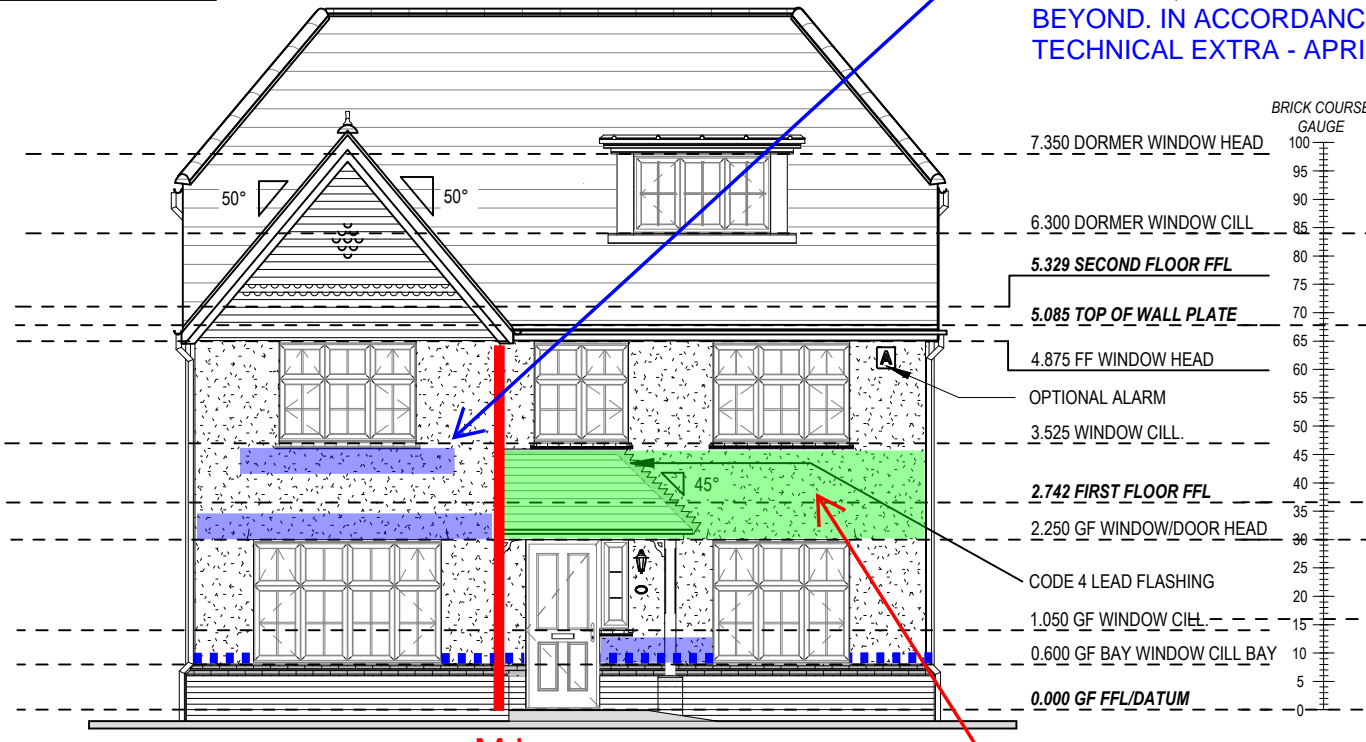 BEYOND. IN ACCORDANC
TECHNICAL EXTRA - APRI
BRICK COURSE
GAUGE
7.350 DORMER WINDOW HEAD
6.300 DORMER WINDOW CILL
5.329 SECOND FLOOR FFL
5.085 TOP OF WALL PLATE
4.875 FF WINDOW HEAD
OPTIONAL ALARM
3.525 WINDOW CILL.
2.742 FIRST FLOOR FFL
2.250 GF WINDOW/DOOR HEAD
CODE 4 LEAD FLASHING
1.050 GF WINDOW CILL.
0.600 GF BAY WINDOW CILL BAY
0.000 GF FFL/DATUM
100
95
90
85
80
75
70
65
60
55
50
45
40
35
30
25
20
15
10
5
0
50°
50°
A
45°